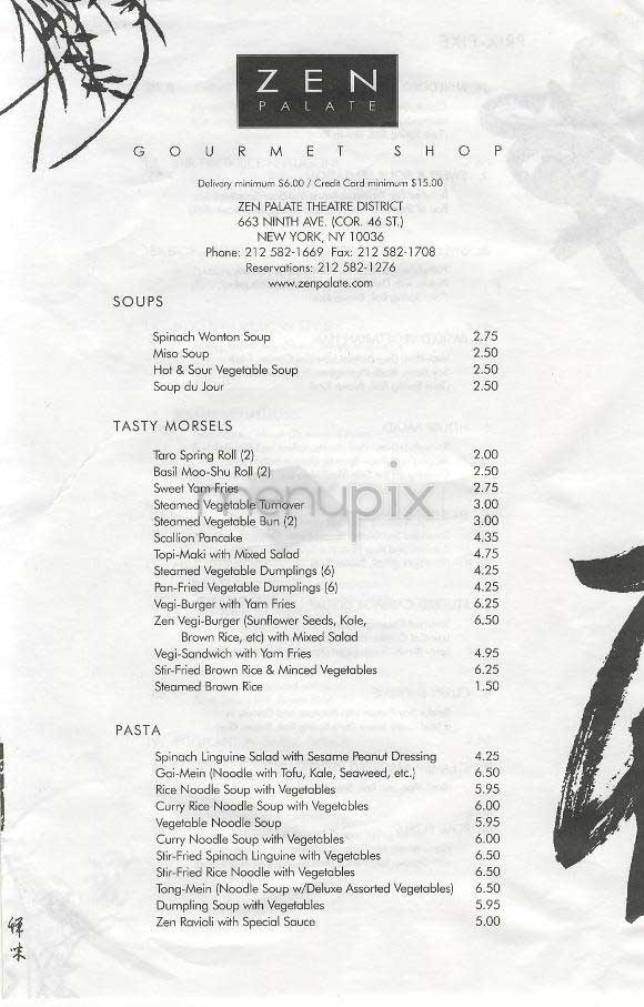 ZEN
PALATE
GOURMET SHOP
Delivery minimum $6.00 / Credit Card minimum $15.00
ZEN PALATE THEATRE DISTRICT
663 NINTH AVE. (COR. 46 ST.)
NEW YORK, NY 10036
Phone: 212 582-1669 Fax: 212 582-1708
Reservations: 212 582-1276
www.zenpalate.com
SOUPS
Spinach Wonton Soup 2.75
Miso Soup 2.50
Hot & Sour Vegetable Soup 2.50
Soup du Jour 2.50
TASTY MORSELS
Taro Spring Roll (2) 2.00
Basil Moo-Shu Roll (2) 2.50
Sweet Yam Fries 2.75
Steamed Vegetable Turnover 3.00
Steamed Vegetable Bun (2) 3.00
Scallion Pancake 4.35
Topi-Maki with Mixed Salad 4.75
Steamed Vegetable Dumplings (6) 4.25
Pan-Fried Vegetable Dumplings (6) 4.25
Vegi-Burger with Yam Fries 6.25
Zen Vegi-Burger (Sunflower Seeds, Kale, 6.50
Brown Rice, etc) with Mixed Salad
Vegi-Sandwich with Yam Fries 4.95
Stir-Fried Brown Rice & Minced Vegetables 6.25
Steamed Brown Rice 1.50
menupix
PASTA
Spinach Linguine Salad with Sesame Peanut Dressing 4.25
Gai-Mein (Noodle with Tofu, Kale, Seaweed, etc.) 6.50
Rice Noodle Soup with Vegetables 5.95
Curry Rice Noodle Soup with Vegetables 6.00
Vegetable Noodle Soup 5.95
Curry Noodle Soup with Vegetables 6.00
Stir-Fried Spinach Linguine with Vegetables 6.50
Stir-Fried Rice Noodle with Vegetables 6.50
Tong-Mein (Noodle Soup w/Deluxe Assorted Vegetables) 6.50
Dumpling Soup with Vegetables 5.95
Zen Ravioli with Special Sauce 5.00
味